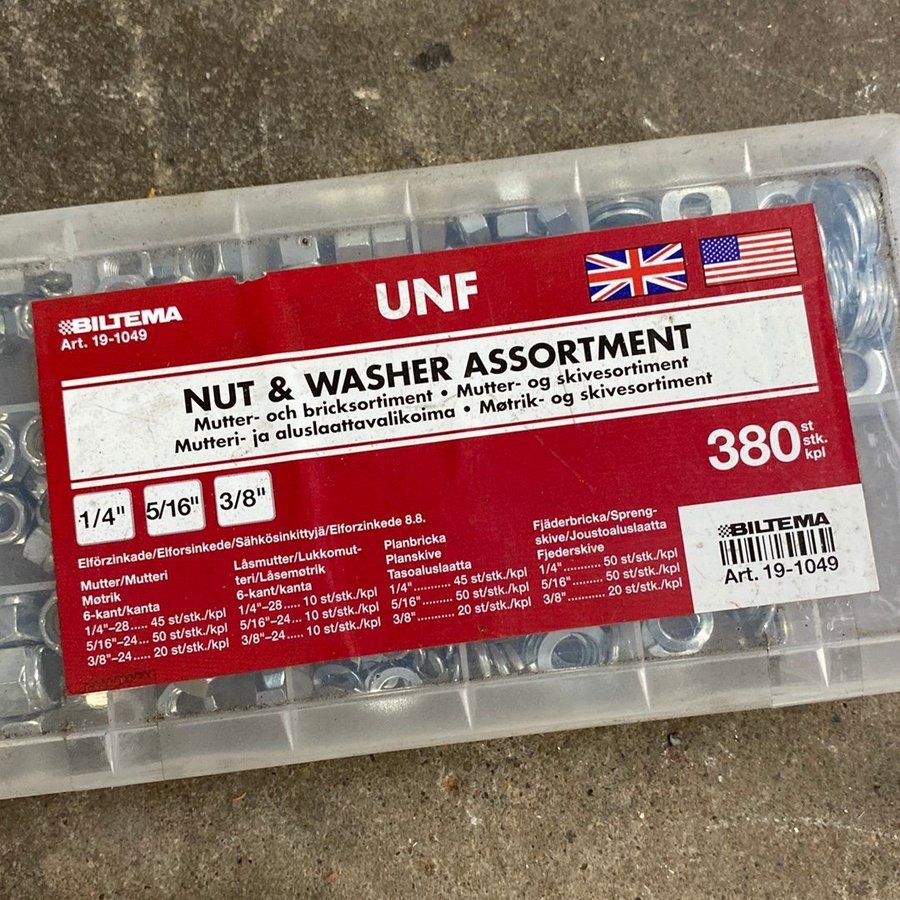 UNF
BILTEMA
Art. 19-1049
NUT & WASHER ASSORTMENT
Mutter- och bricksortiment • Mutter- og skivesortiment
Mutteri- ja aluslaattavalikoima • Møtrik- og skivesortiment
380 st
stk.
kpl
1/4" 5/16" 3/8"
Elförzinkade/Elforsinkede/Sähkösinkittyjä/Elforzinkede 8.8.
Mutter/Mutteri
Møtrik
6-kant/kanta
1/4"–28..... 45 st/stk./kpl
5/16"–24... 50 st/stk./kpl
3/8"–24..... 20 st/stk./kpl
Låsmutter/Lukkomut-
teri/Låsemøtrik
6-kant/kanta
1/4"–28..... 10 st/stk./kpl
5/16"–24... 10 st/stk./kpl
3/8"–24..... 10 st/stk./kpl
Planbricka
Planskive
Tasoaluslaatta
1/4"........... 45 st/stk./kpl
5/16"......... 50 st/stk./kpl
3/8"........... 20 st/stk./kpl
Fjäderbricka/Spreng-
skive/Joustoaluslaatta
Fjederskive
1/4"........... 50 st/stk./kpl
5/16"......... 50 st/stk./kpl
3/8"........... 20 st/stk./kpl
BILTEMA
Art. 19-1049